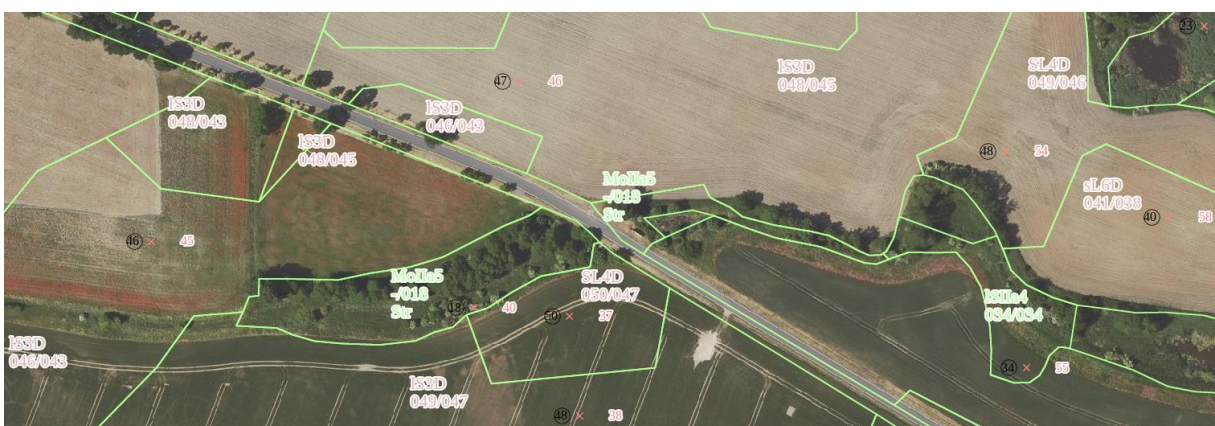 23
lS3D
048/045
SL4D
049/046
47
46
lS3D
048/043
lS3D
046/043
lS3D
048/045
48
54
MoIIa5
-/018
Str
sL6D
041/038
40
58
46
45
MoIIa5
-/018
Str
18
40
SL4D
050/047
50
37
lSIIa4
034/034
lS3D
046/043
34
55
lS3D
049/047
48
38